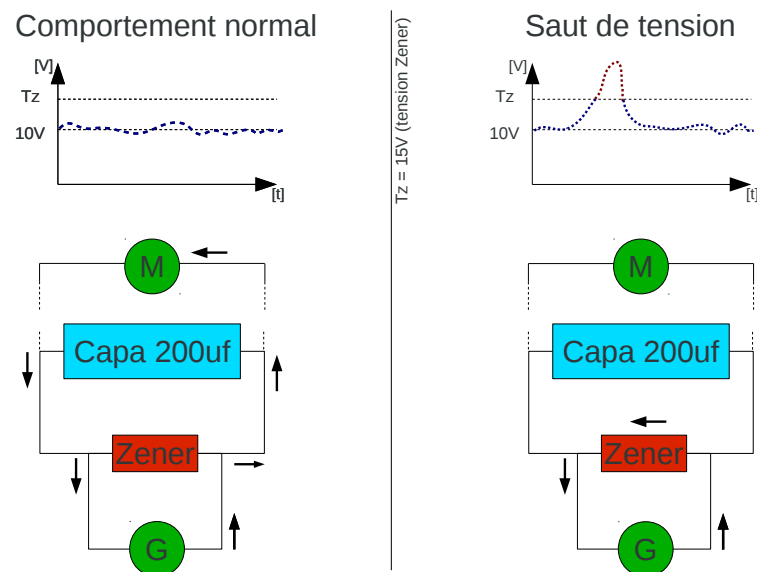 Comportement normal
[V]
Tz
10V
[t]
M
Capa 200uf
Zener
G
Tz = 15V (tension Zener)
Saut de tension
[V]
Tz
10V
[t]
M
Capa 200uf
Zener
G